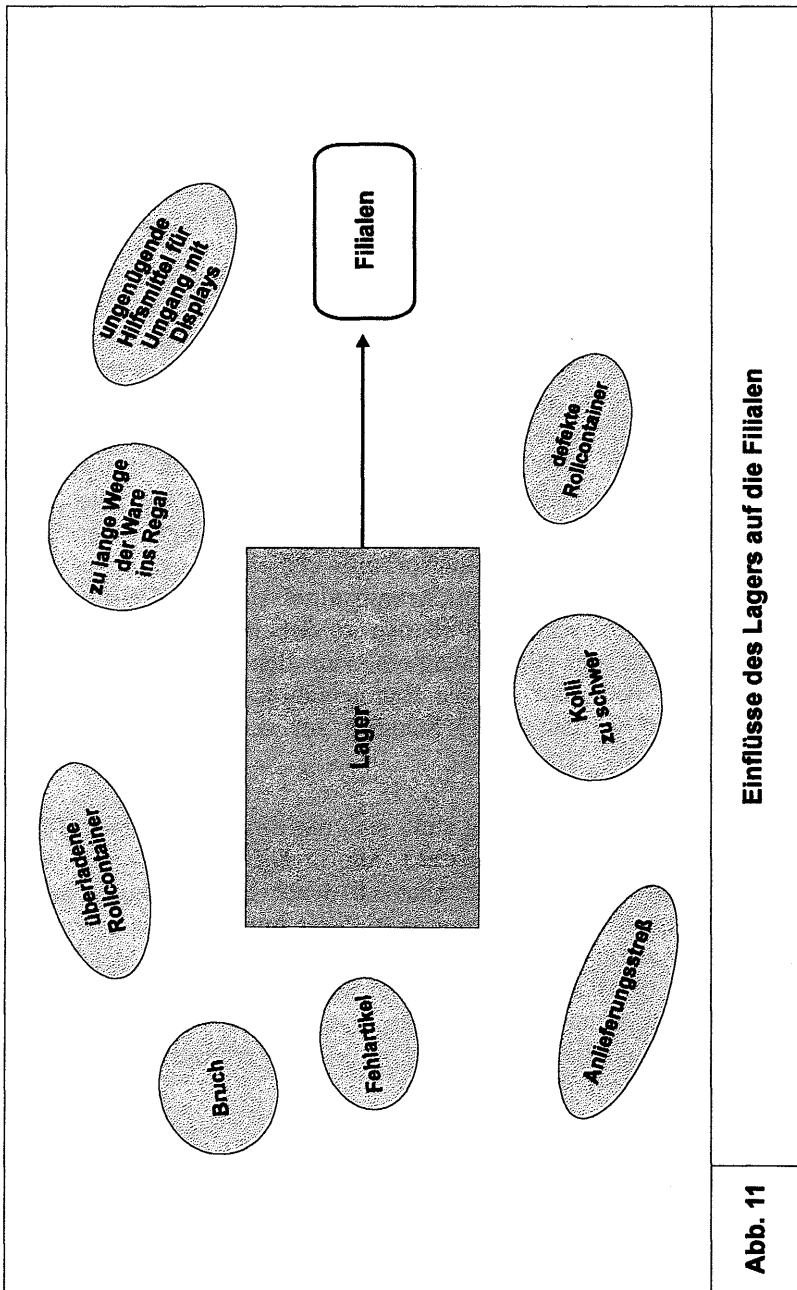 Bruch
überladene
Rollcontainer
zu lange Wege
der Ware
ins Regal
ungenügende
Hilfsmittel für
Umgang mit
Displays
Fehlartikel
Lager
Filialen
Anlieferungsstreß
Kolli
zu schwer
defekte
Rollcontainer
Abb. 11
Einflüsse des Lagers auf die Filialen